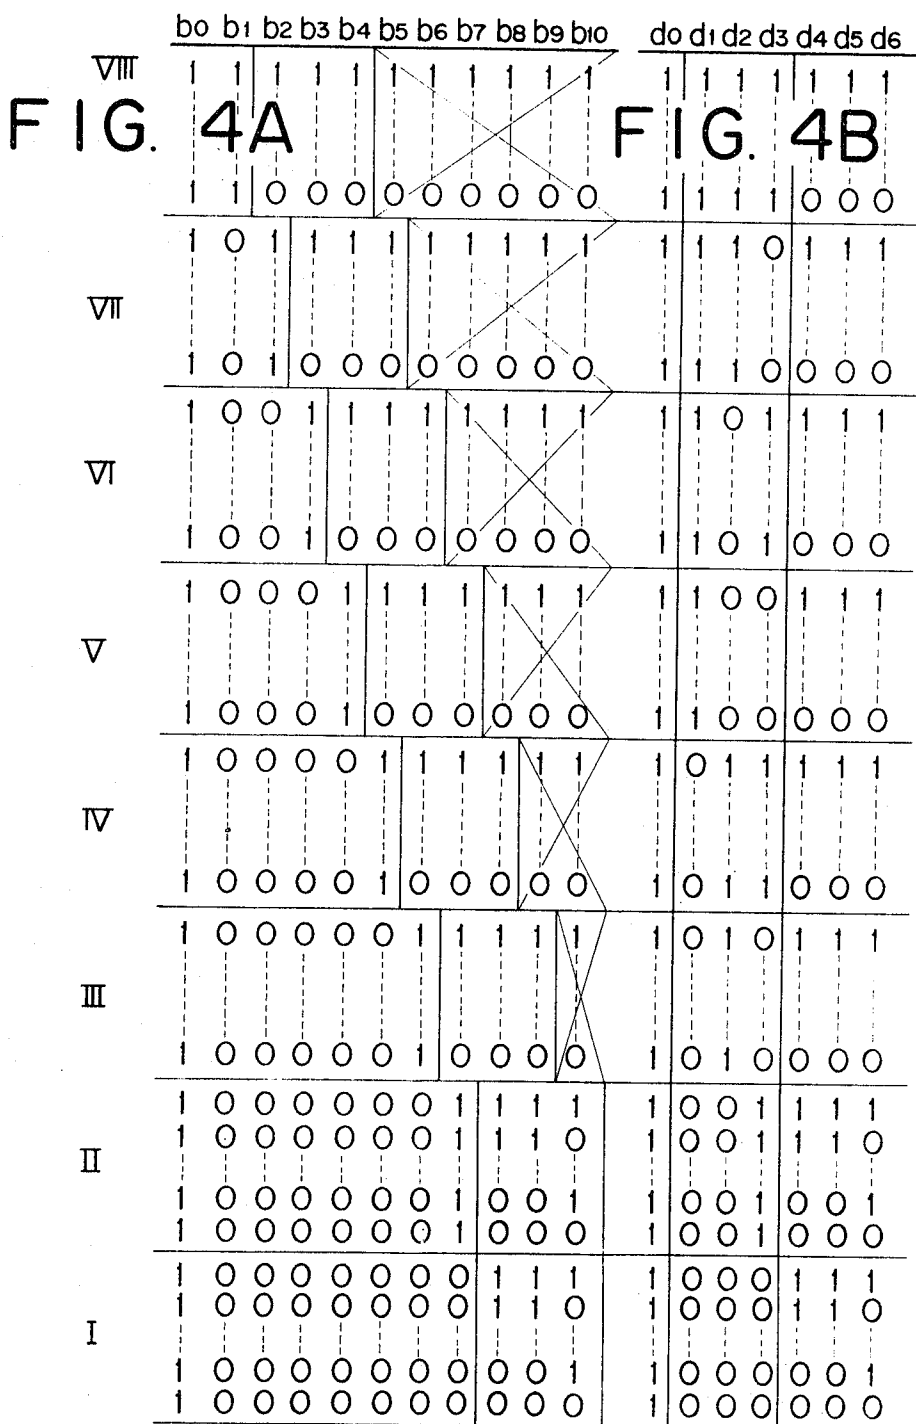 b0 b1 b2 b3 b4 b5 b6 b7 b8 b9 b10 d0 d1 d2 d3 d4 d5 d6
VIII 1 1 1 1 1 1 1 1 1 1 1 1 1 1 1 1 1 1
FIG. 4A FIG. 4B
1 1 0 0 0 0 0 0 0 0 0 1 1 1 1 0 0 0
1 0 1 1 1 1 1 1 1 1 1 1 1 1 0 1 1 1
VII
1 0 1 0 0 0 0 0 0 0 0 1 1 1 0 0 0 0
1 0 0 1 1 1 1 1 1 1 1 1 1 0 1 1 1 1
VI
1 0 0 1 0 0 0 0 0 0 0 1 1 0 1 0 0 0
1 0 0 0 1 1 1 1 1 1 1 1 1 0 0 1 1 1
V
1 0 0 0 1 0 0 0 0 0 0 1 1 0 0 0 0 0
1 0 0 0 0 1 1 1 1 1 1 1 0 1 1 1 1 1
IV
1 0 0 0 0 1 0 0 0 0 0 1 0 1 1 0 0 0
1 0 0 0 0 0 1 1 1 1 1 1 0 1 0 1 1 1
III
1 0 0 0 0 0 1 0 0 0 0 1 0 1 0 0 0 0
1 0 0 0 0 0 0 1 1 1 1 1 0 0 1 1 1 1
1 0 0 0 0 0 0 1 1 1 0 1 0 0 1 1 1 0
II
1 0 0 0 0 0 0 1 0 0 1 1 0 0 1 0 0 1
1 0 0 0 0 0 0 1 0 0 0 1 0 0 1 0 0 0
1 0 0 0 0 0 0 0 1 1 1 1 0 0 0 1 1 1
1 0 0 0 0 0 0 0 1 1 0 1 0 0 0 1 1 0
I
1 0 0 0 0 0 0 0 0 0 1 1 0 0 0 0 0 1
1 0 0 0 0 0 0 0 0 0 0 1 0 0 0 0 0 0